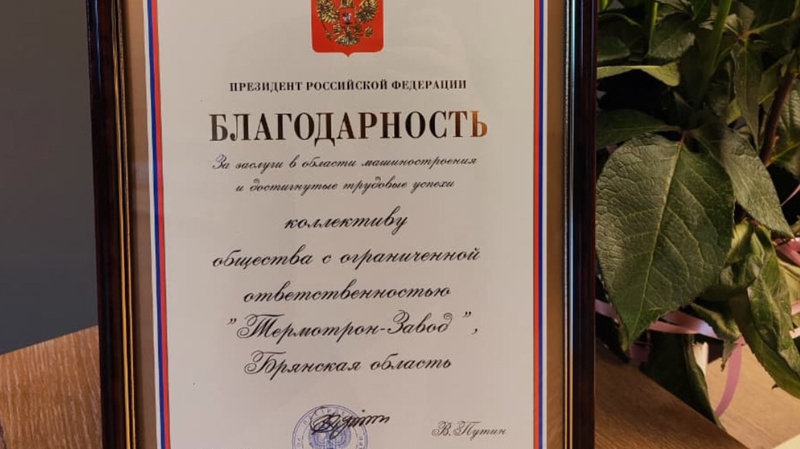 ПРЕЗИДЕНТ РОССИЙСКОЙ ФЕДЕРАЦИИ
БЛАГОДАРНОСТЬ
За заслуги в области машиностроения
и достигнутые трудовые успехи
коллективу
общества с ограниченной
ответственностью
"Термотрон-Завод",
Брянская область
В.Путин